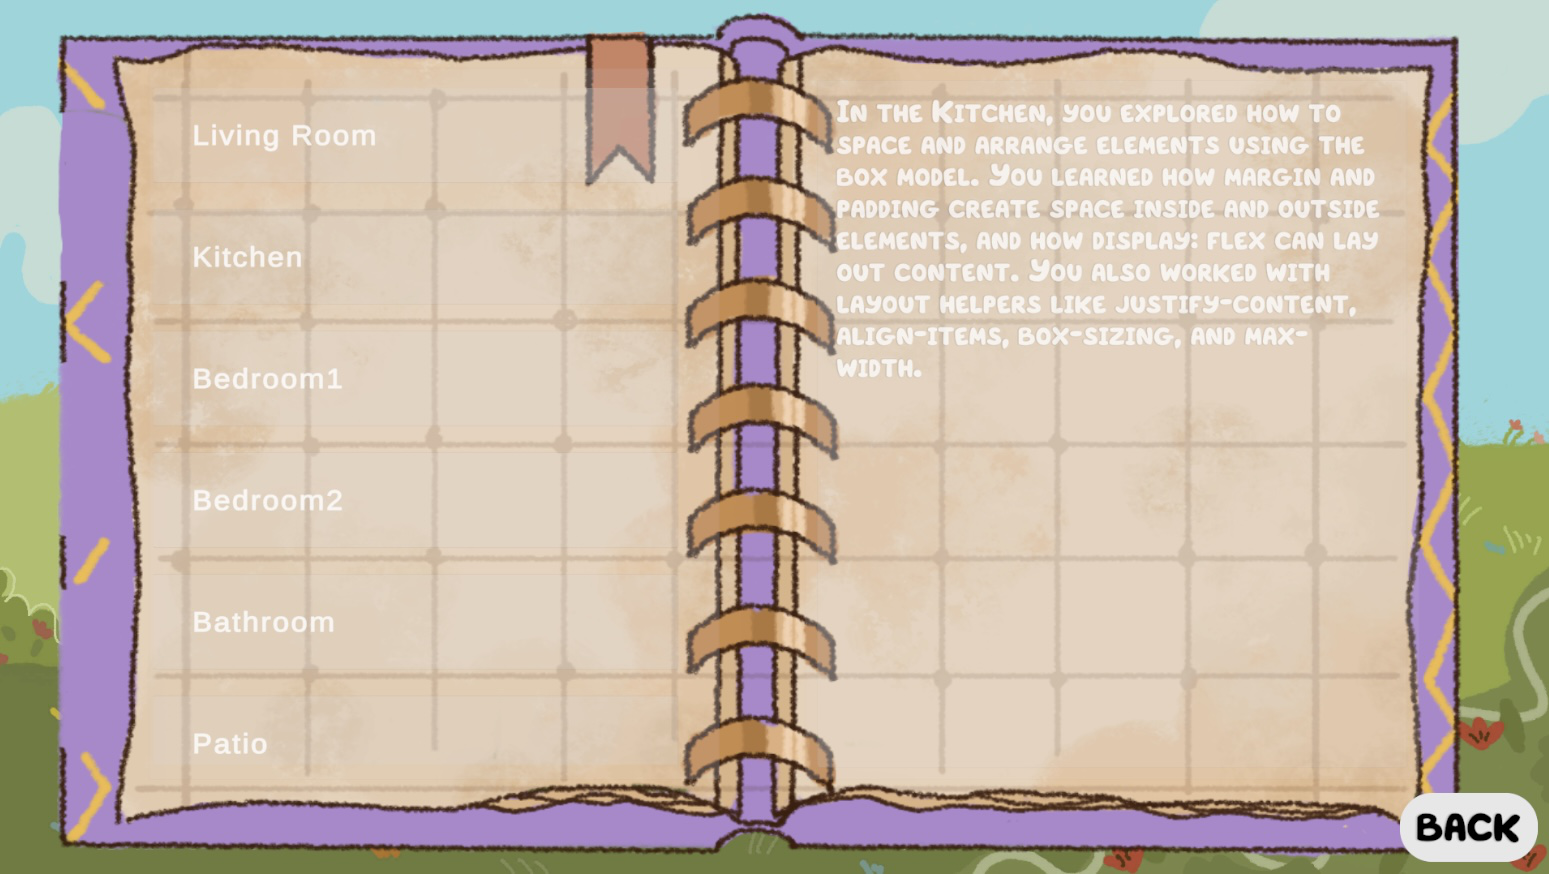 Living Room
Kitchen
Bedroom1
Bedroom2
Bathroom
Patio
In the Kitchen, you explored how to
space and arrange elements using the
box model. You learned how margin and
padding create space inside and outside
elements, and how display: flex can lay
out content. You also worked with
layout helpers like justify-content,
align-items, box-sizing, and max-
width.
BACK